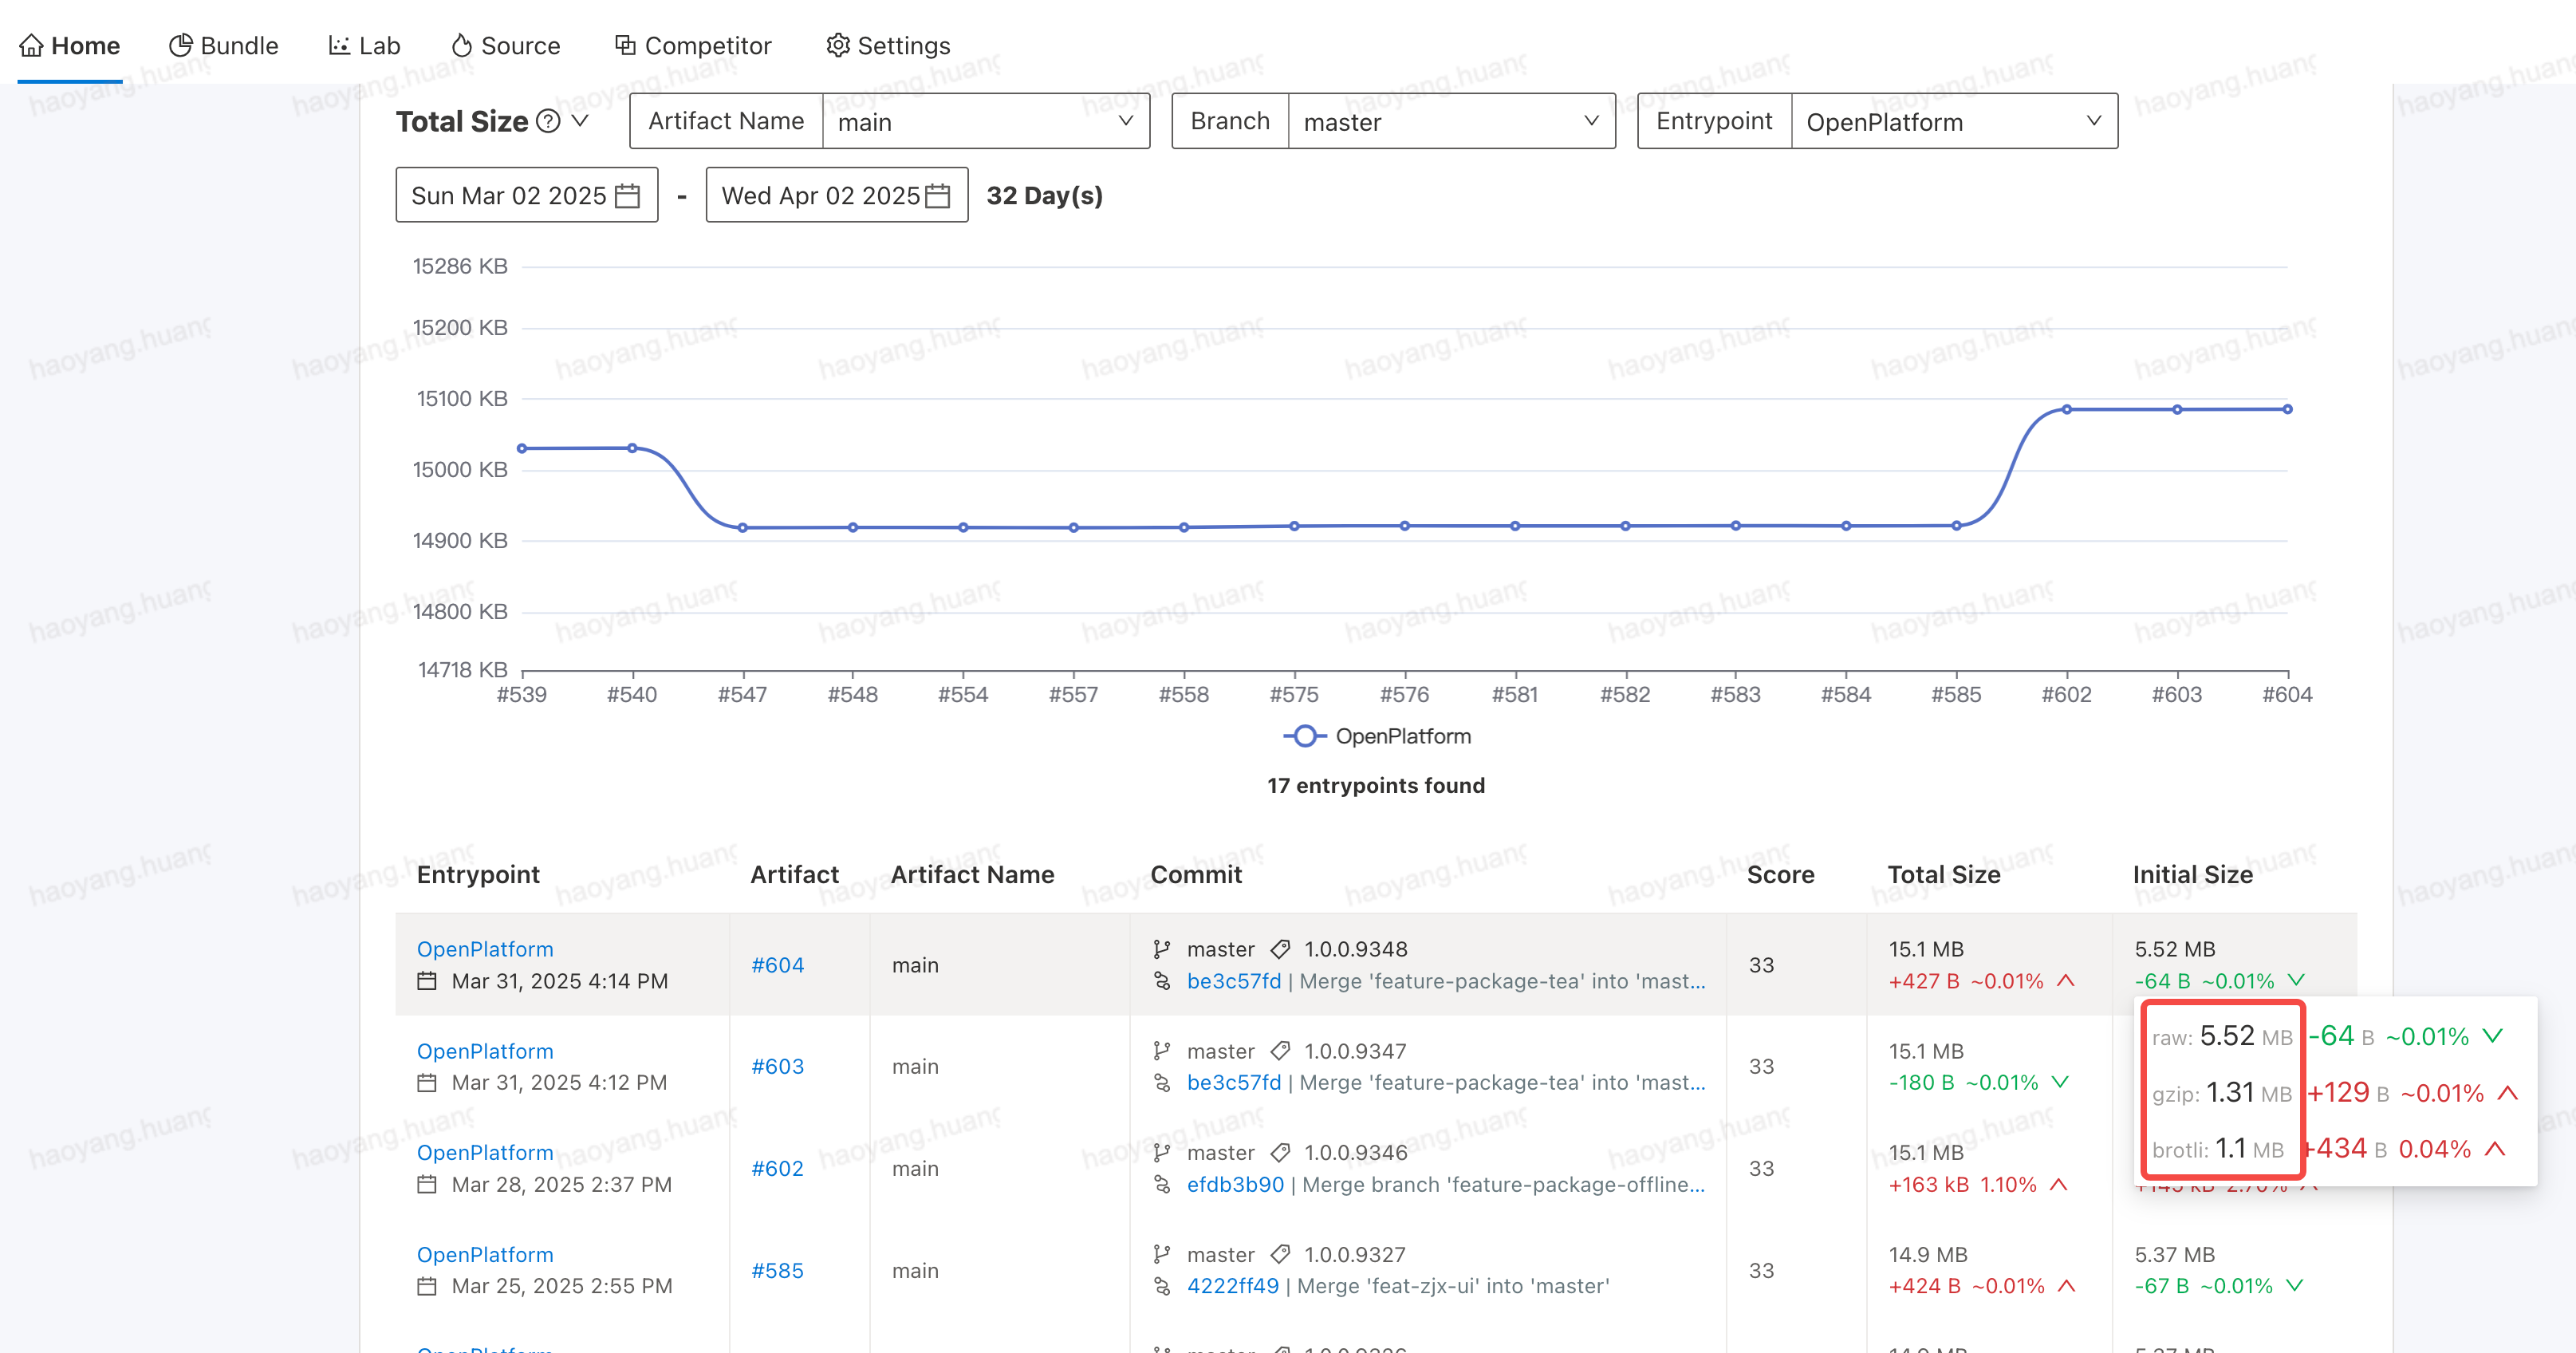 Home Bundle Lab Source Competitor Settings
Total Size Artifact Name main Branch master Entrypoint OpenPlatform
Sun Mar 02 2025 - Wed Apr 02 2025 32 Day(s)
15286 KB
15200 KB
15100 KB
15000 KB
14900 KB
14800 KB
14718 KB
#539 #540 #547 #548 #554 #557 #558 #575 #576 #581 #582 #583 #584 #585 #602 #603 #604
OpenPlatform
17 entrypoints found
Entrypoint Artifact Artifact Name Commit Score Total Size Initial Size
OpenPlatform
Mar 31, 2025 4:14 PM
#604
main
master 1.0.0.9348
be3c57fd | Merge 'feature-package-tea' into 'mast...
33
15.1 MB
+427 B ~0.01%
5.52 MB
-64 B ~0.01%
raw: 5.52 MB -64 B ~0.01%
gzip: 1.31 MB +129 B ~0.01%
brotli: 1.1 MB +434 B 0.04%
OpenPlatform
Mar 31, 2025 4:12 PM
#603
main
master 1.0.0.9347
be3c57fd | Merge 'feature-package-tea' into 'mast...
33
15.1 MB
-180 B ~0.01%
OpenPlatform
Mar 28, 2025 2:37 PM
#602
main
master 1.0.0.9346
efdb3b90 | Merge branch 'feature-package-offline...
33
15.1 MB
+163 kB 1.10%
OpenPlatform
Mar 25, 2025 2:55 PM
#585
main
master 1.0.0.9327
4222ff49 | Merge 'feat-zjx-ui' into 'master'
33
14.9 MB
+424 B ~0.01%
5.37 MB
-67 B ~0.01%
haoyang.huang